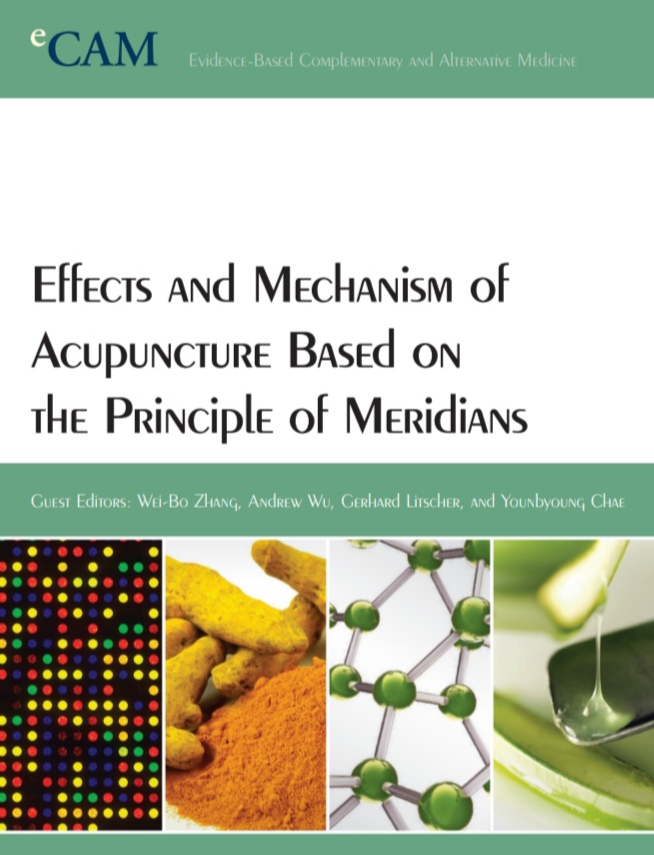 eCAM
Evidence-Based Complementary and Alternative Medicine
Effects and Mechanism of
Acupuncture Based on
the Principle of Meridians
Guest Editors: Wei-Bo Zhang, Andrew Wu, Gerhard Litscher, and Younbyoung Chae